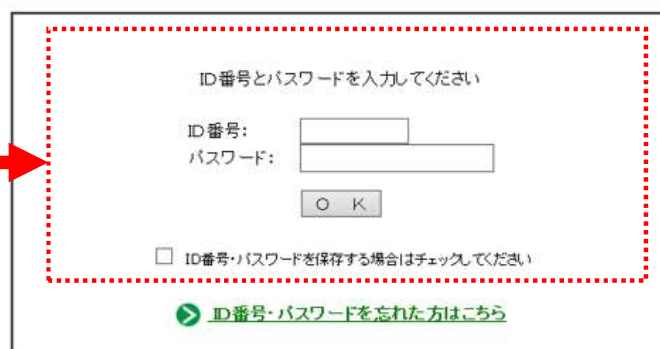 ID番号とパスワードを入力してください
ID番号:
パスワード:
OK
ID番号・パスワードを保存する場合はチェックしてください
ID番号・パスワードを忘れた方はこちら